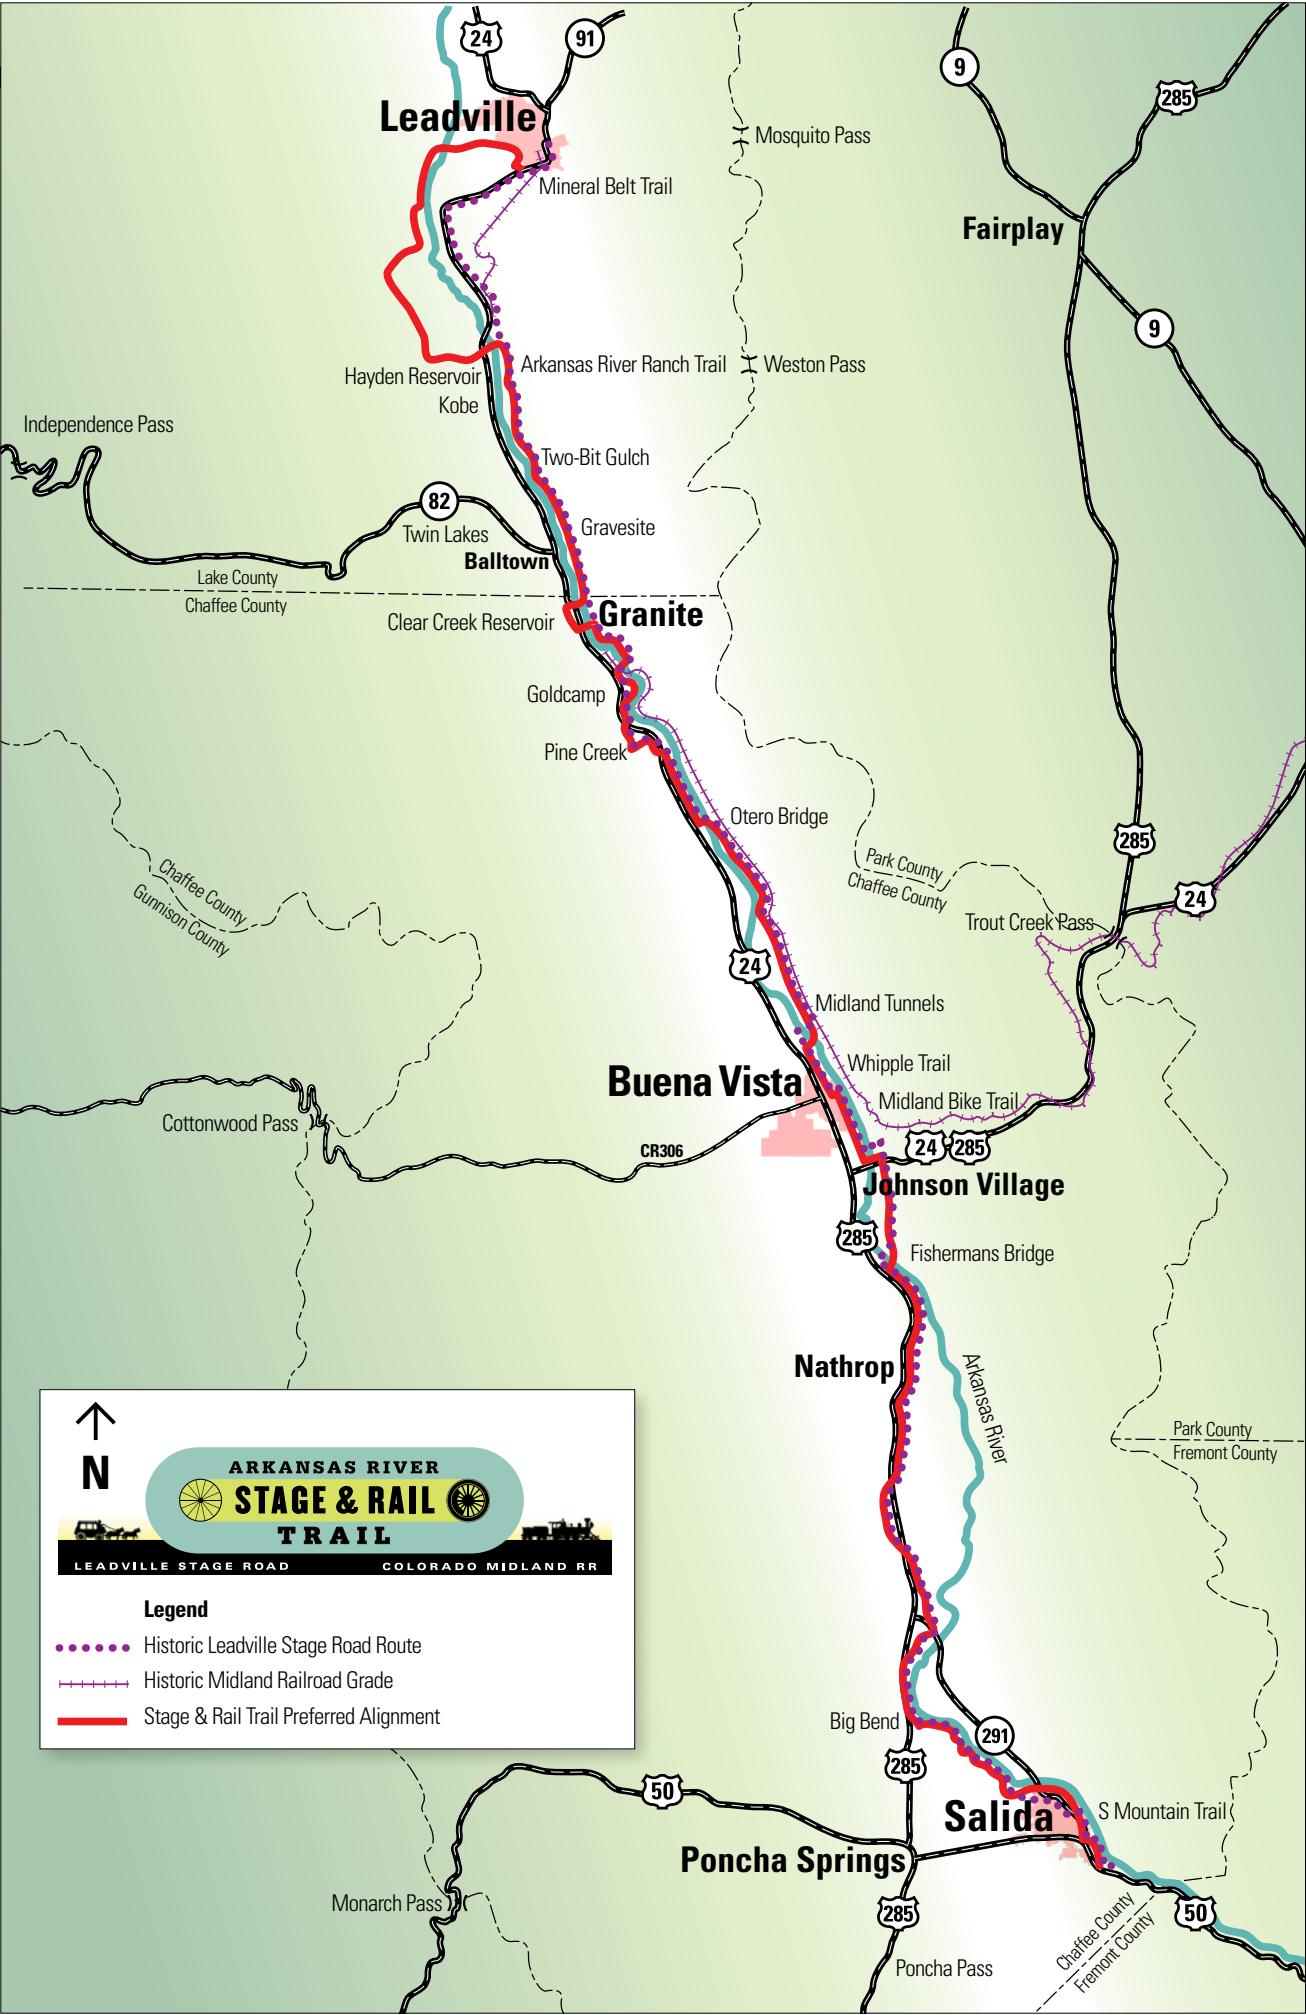 24
91
9
285
Leadville
Mosquito Pass
Mineral Belt Trail
Fairplay
9
Hayden Reservoir
Arkansas River Ranch Trail
Weston Pass
Kobe
Independence Pass
Two-Bit Gulch
82
Twin Lakes
Gravesite
Balltown
Lake County
Chaffee County
Clear Creek Reservoir
Granite
Goldcamp
Pine Creek
Otero Bridge
285
Park County
Chaffee County
Chaffee County
Gunnison County
24
Trout Creek Pass
24
Midland Tunnels
Whipple Trail
Buena Vista
Midland Bike Trail
Cottonwood Pass
CR306
24
285
Johnson Village
285
Fishermans Bridge
Nathrop
Arkansas River
Park County
Fremont County
N
ARKANSAS RIVER
STAGE & RAIL
TRAIL
LEADVILLE STAGE ROAD
COLORADO MIDLAND RR
Legend
Historic Leadville Stage Road Route
Historic Midland Railroad Grade
Stage & Rail Trail Preferred Alignment
Big Bend
291
285
50
Salida
S Mountain Trail
Poncha Springs
Monarch Pass
285
50
Chaffee County
Fremont County
Poncha Pass